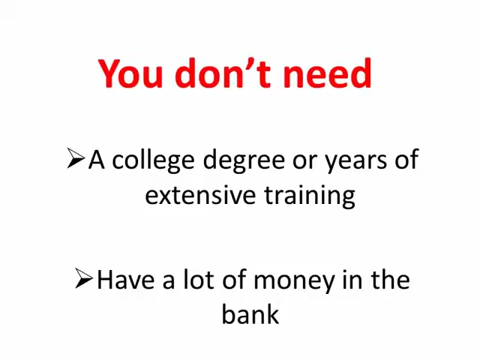 You don’t need
➢A college degree or years of
extensive training
➢Have a lot of money in the
bank